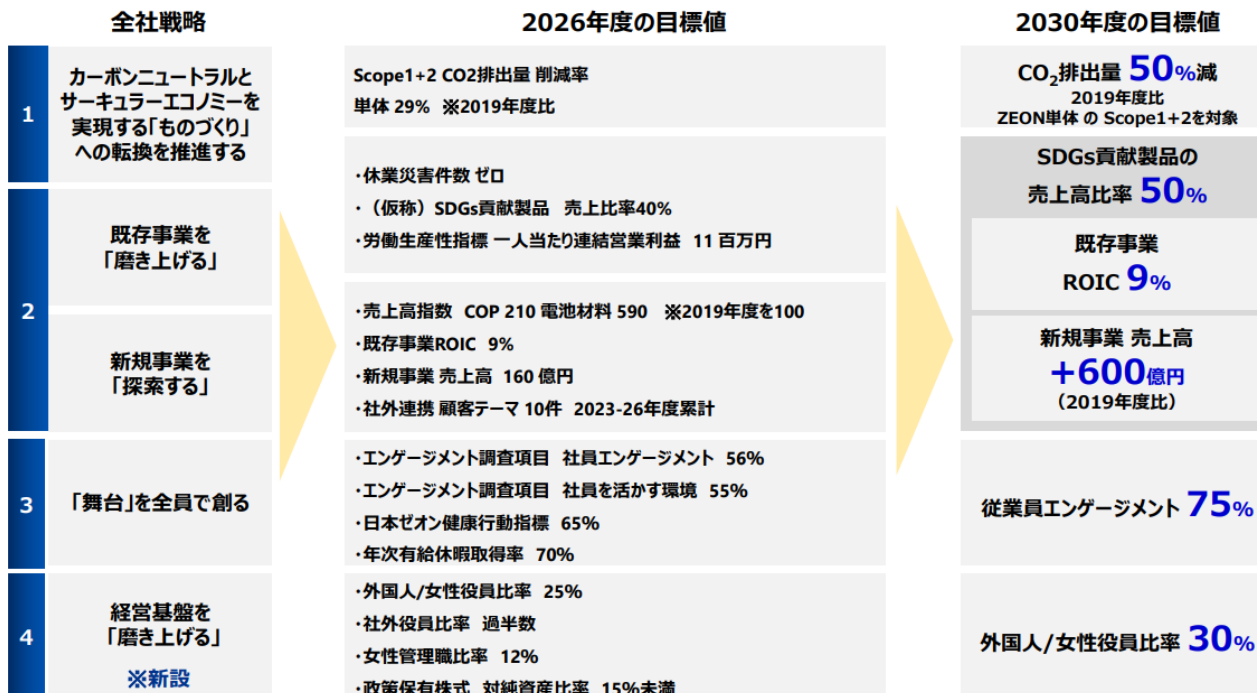 全社戦略
2026年度の目標値
2030年度の目標値
1
カーボンニュートラルと
サーキュラーエコノミーを
実現する「ものづくり」
への転換を推進する
Scope1+2 CO2排出量 削減率
単体 29% ※2019年度比
CO2排出量 50%減
2019年度比
ZEON単体 の Scope1+2を対象
2
既存事業を
「磨き上げる」
新規事業を
「探索する」
・休業災害件数 ゼロ
・（仮称）SDGs貢献製品 売上比率40%
・労働生産性指標 一人当たり連結営業利益 11 百万円
・売上高指数 COP 210 電池材料 590 ※2019年度を100
・既存事業ROIC 9%
・新規事業 売上高 160 億円
・社外連携 顧客テーマ 10件 2023-26年度累計
SDGs貢献製品の
売上高比率 50%
既存事業
ROIC 9%
新規事業 売上高
+600億円
（2019年度比）
3
「舞台」を全員で創る
・エンゲージメント調査項目 社員エンゲージメント 56%
・エンゲージメント調査項目 社員を活かす環境 55%
・日本ゼオン健康行動指標 65%
・年次有給休暇取得率 70%
従業員エンゲージメント 75%
4
経営基盤を
「磨き上げる」
※新設
・外国人/女性役員比率 25%
・社外役員比率 過半数
・女性管理職比率 12%
・政策保有株式 対純資産比率 15%未満
外国人/女性役員比率 30%